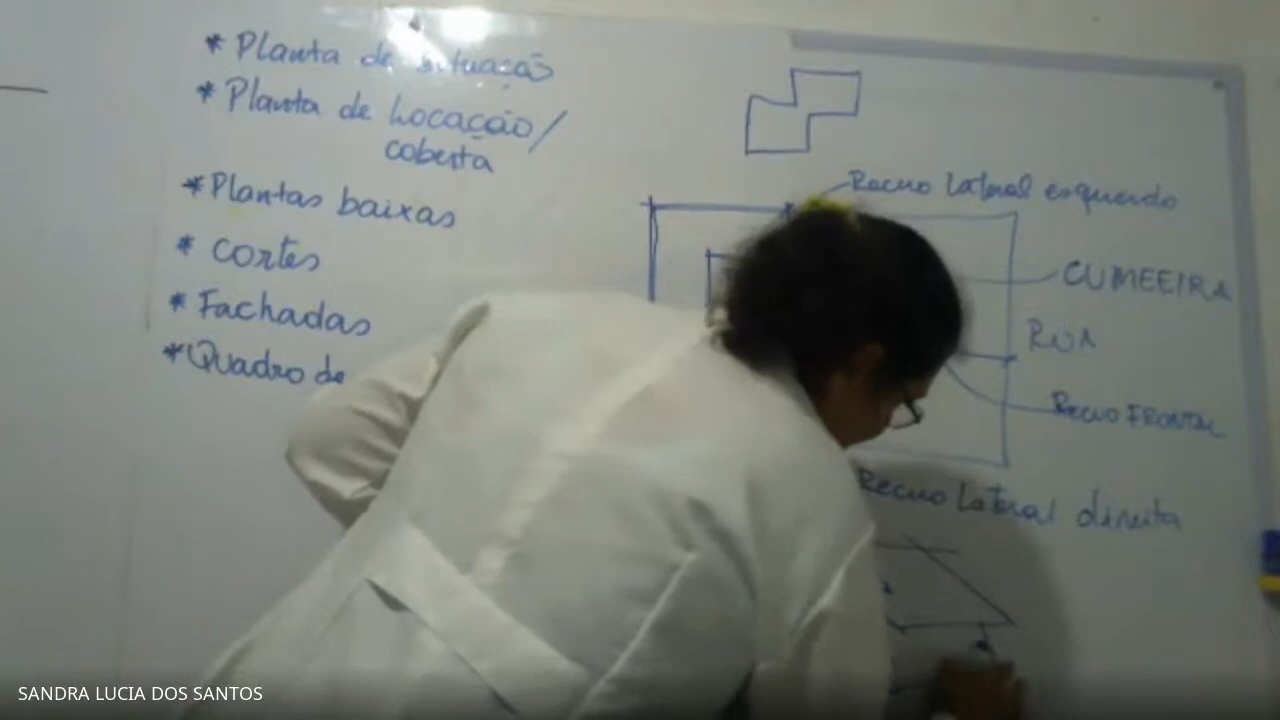 * Planta de situação
* Planta de Locação/
coberta
* Plantas baixas
* cortes
* Fachadas
* Quadro de
Recuo Lateral esquerdo
CUMEEIRA
RUA
Recuo FRONTAL
Recuo Lateral direita
SANDRA LUCIA DOS SANTOS